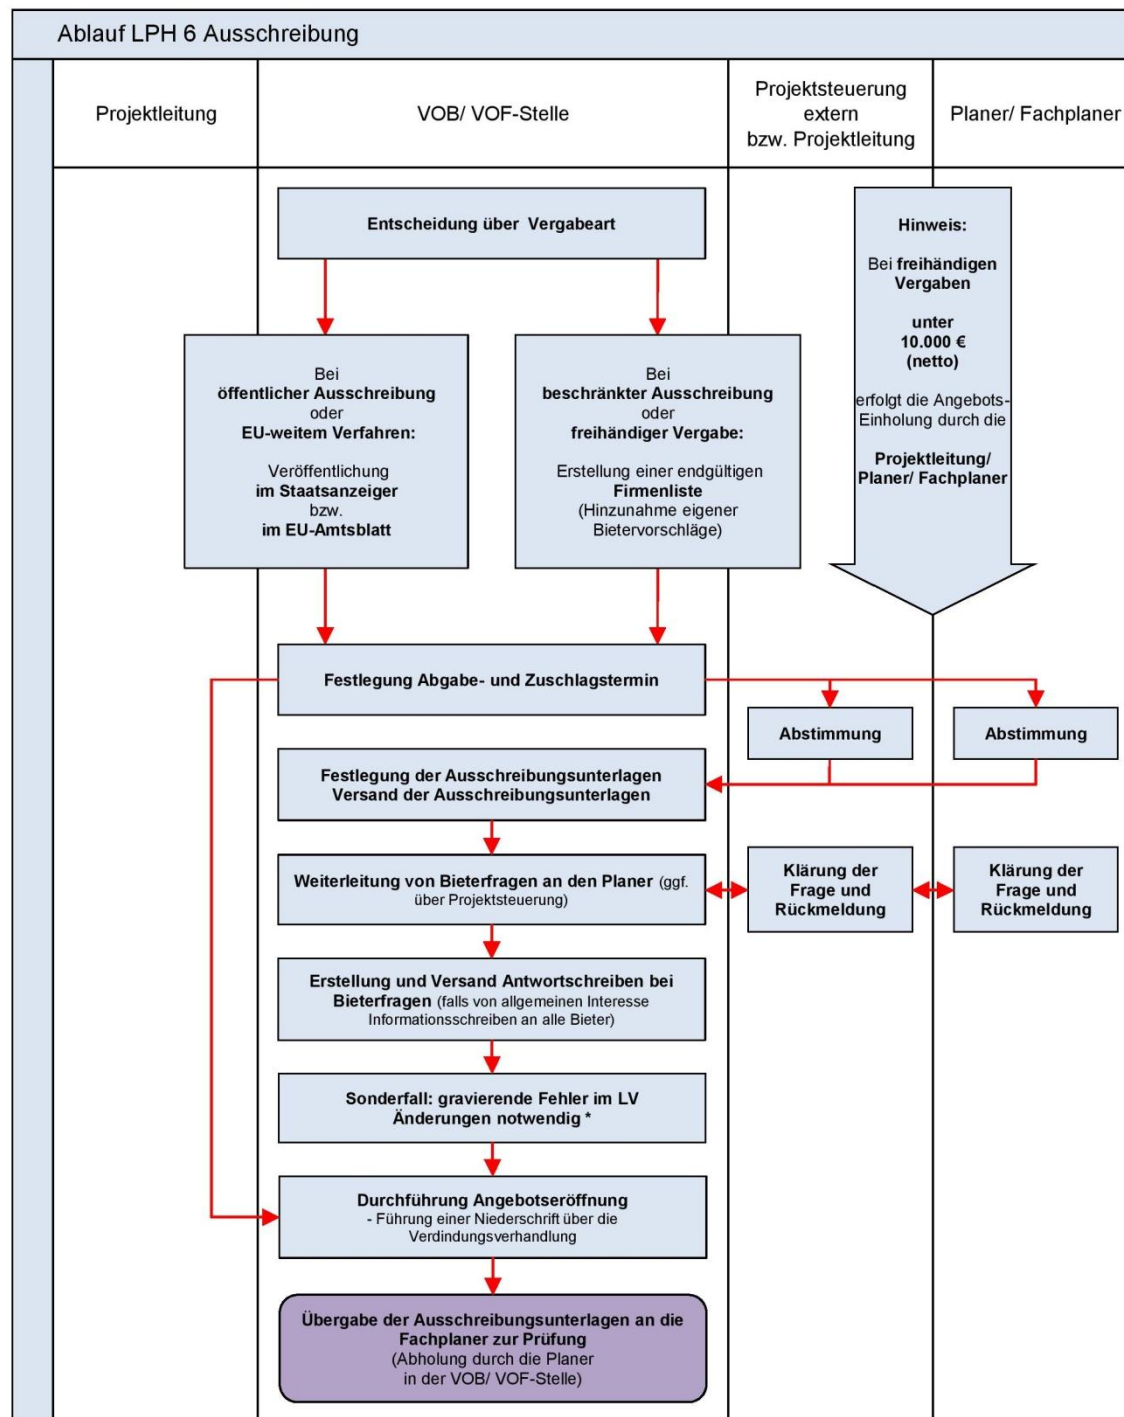 Ablauf LPH 6 Ausschreibung
Projektleitung
VOB/ VOF-Stelle
Projektsteuerung
extern
bzw. Projektleitung
Planer/ Fachplaner
Entscheidung über Vergabeart
Hinweis:
Bei freihändigen
Vergaben
unter
10.000 €
(netto)
erfolgt die Angebots-
Einholung durch die
Projektleitung/
Planer/ Fachplaner
Bei
öffentlicher Ausschreibung
oder
EU-weitem Verfahren:
Veröffentlichung
im Staatsanzeiger
bzw.
im EU-Amtsblatt
Bei
beschränkter Ausschreibung
oder
freihändiger Vergabe:
Erstellung einer endgültigen
Firmenliste
(Hinzunahme eigener
Bietervorschläge)
Festlegung Abgabe- und Zuschlagstermin
Abstimmung
Abstimmung
Festlegung der Ausschreibungsunterlagen
Versand der Ausschreibungsunterlagen
Weiterleitung von Bieterfragen an den Planer (ggf.
über Projektsteuerung)
Klärung der
Frage und
Rückmeldung
Klärung der
Frage und
Rückmeldung
Erstellung und Versand Antwortschreiben bei
Bieterfragen (falls von allgemeinen Interesse
Informationsschreiben an alle Bieter)
Sonderfall: gravierende Fehler im LV
Änderungen notwendig *
Durchführung Angebotseröffnung
- Führung einer Niederschrift über die
Verdindungsverhandlung
Übergabe der Ausschreibungsunterlagen an die
Fachplaner zur Prüfung
(Abholung durch die Planer
in der VOB/ VOF-Stelle)